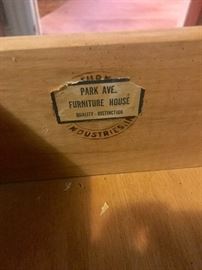 PARK AVE.
FURNITURE HOUSE
QUALITY - DISTINCTION
INDUSTRIES, I